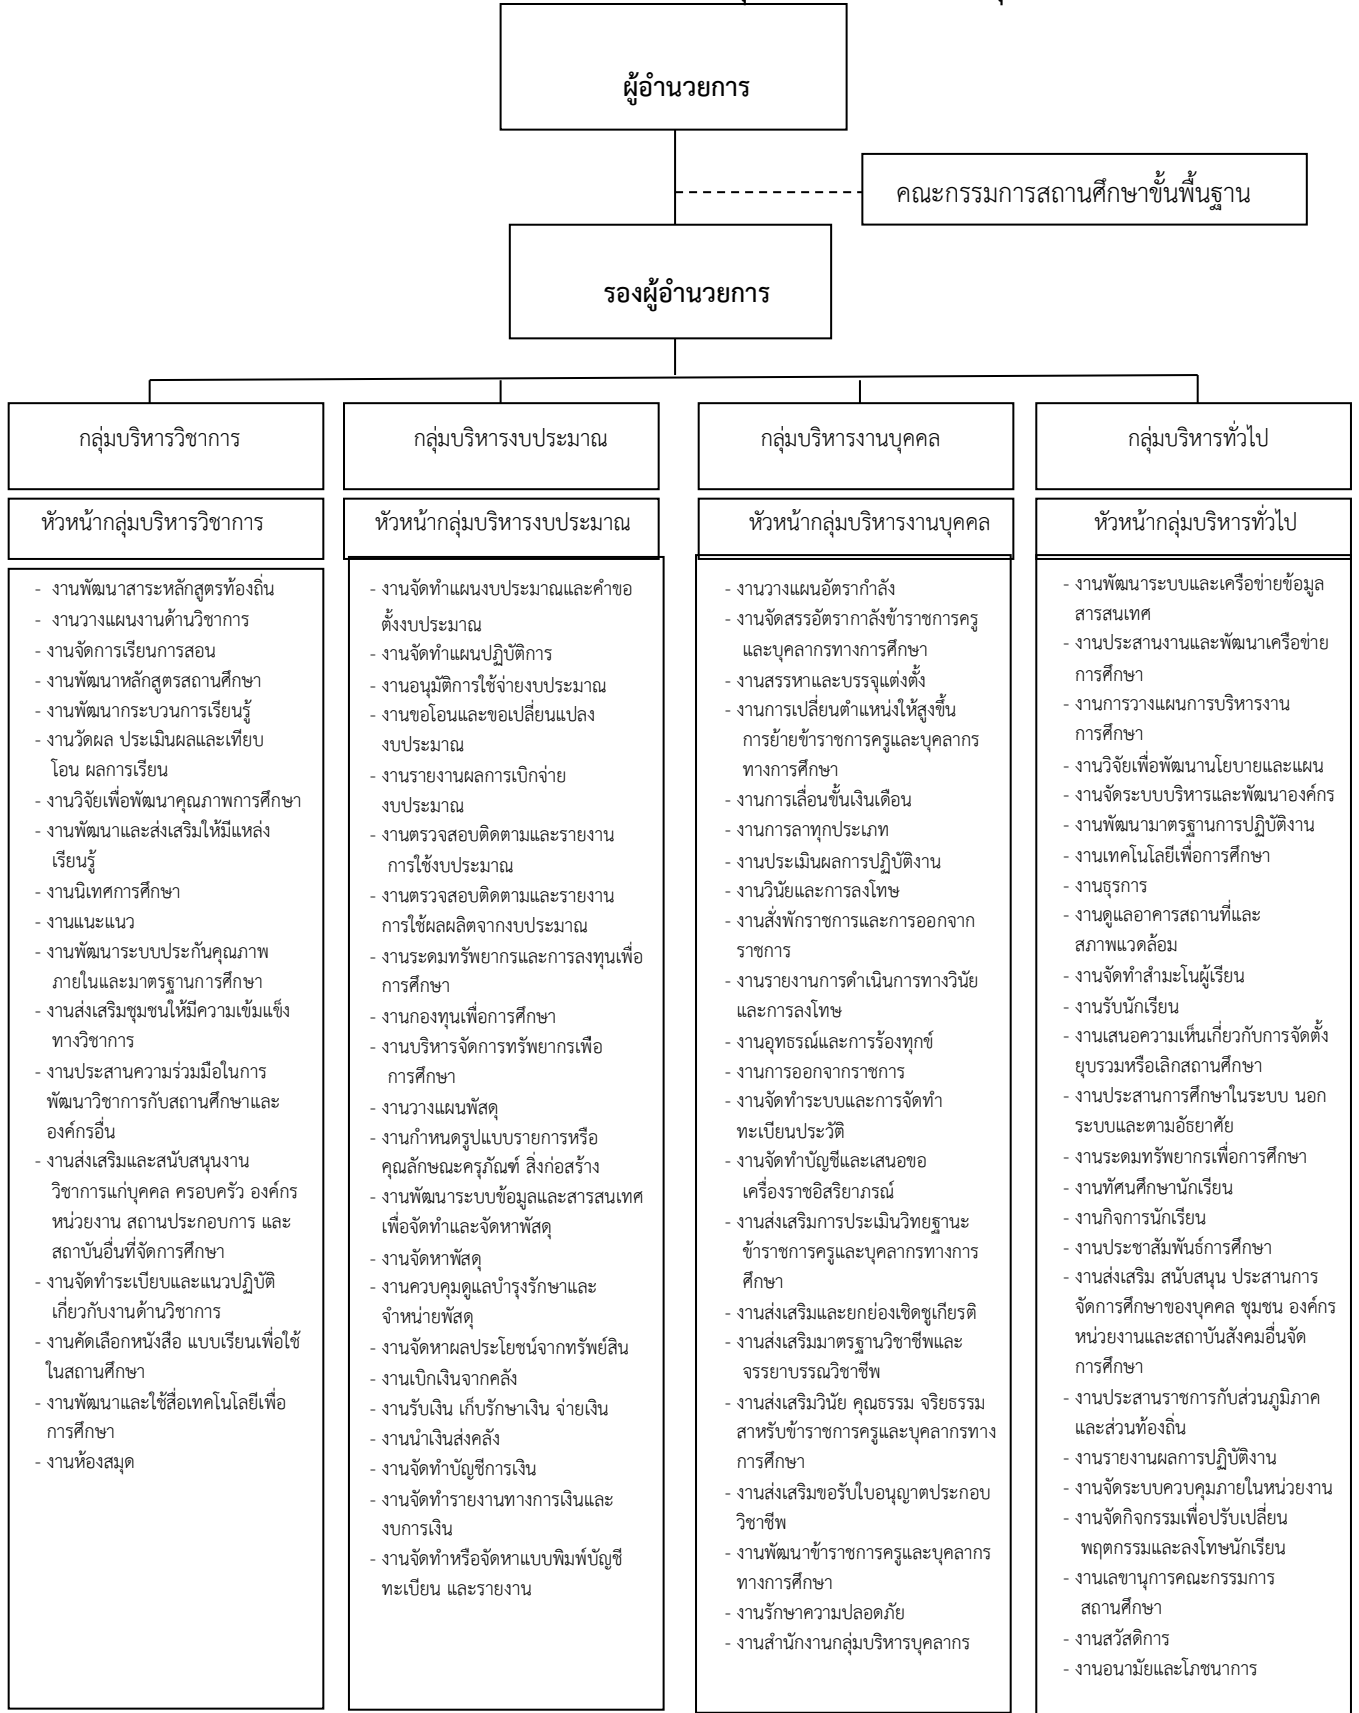 ผู้อำนวยการ
คณะกรรมการสถานศึกษาขั้นพื้นฐาน
รองผู้อำนวยการ
กลุ่มบริหารวิชาการ
หัวหน้ากลุ่มบริหารวิชาการ
- งานพัฒนาสาระหลักสูตรท้องถิ่น
- งานวางแผนงานด้านวิชาการ
- งานจัดการเรียนการสอน
- งานพัฒนาหลักสูตรสถานศึกษา
- งานพัฒนากระบวนการเรียนรู้
- งานวัดผล ประเมินผลและเทียบ
โอน ผลการเรียน
- งานวิจัยเพื่อพัฒนาคุณภาพการศึกษา
- งานพัฒนาและส่งเสริมให้มีแหล่ง
เรียนรู้
- งานนิเทศการศึกษา
- งานแนะแนว
- งานพัฒนาระบบประกันคุณภาพ
ภายในและมาตรฐานการศึกษา
- งานส่งเสริมชุมชนให้มีความเข้มแข็ง
ทางวิชาการ
- งานประสานความร่วมมือในการ
พัฒนาวิชาการกับสถานศึกษาและ
องค์กรอื่น
- งานส่งเสริมและสนับสนุนงาน
วิชาการแก่บุคคล ครอบครัว องค์กร
หน่วยงาน สถานประกอบการ และ
สถาบันอื่นที่จัดการศึกษา
- งานจัดทำระเบียบและแนวปฏิบัติ
เกี่ยวกับงานด้านวิชาการ
- งานคัดเลือกหนังสือ แบบเรียนเพื่อใช้
ในสถานศึกษา
- งานพัฒนาและใช้สื่อเทคโนโลยีเพื่อ
การศึกษา
- งานห้องสมุด
กลุ่มบริหารงบประมาณ
หัวหน้ากลุ่มบริหารงบประมาณ
- งานจัดทำแผนงบประมาณและคำขอ
ตั้งงบประมาณ
- งานจัดทำแผนปฏิบัติการ
- งานอนุมัติการใช้จ่ายงบประมาณ
- งานขอโอนและขอเปลี่ยนแปลง
งบประมาณ
- งานรายงานผลการเบิกจ่าย
งบประมาณ
- งานตรวจสอบติดตามและรายงาน
การใช้งบประมาณ
- งานตรวจสอบติดตามและรายงาน
การใช้ผลผลิตจากงบประมาณ
- งานระดมทรัพยากรและการลงทุนเพื่อ
การศึกษา
- งานกองทุนเพื่อการศึกษา
- งานบริหารจัดการทรัพยากรเพื่อ
การศึกษา
- งานวางแผนพัสดุ
- งานกำหนดรูปแบบรายการหรือ
คุณลักษณะครุภัณฑ์ สิ่งก่อสร้าง
- งานพัฒนาระบบข้อมูลและสารสนเทศ
เพื่อจัดทำและจัดหาพัสดุ
- งานจัดหาพัสดุ
- งานควบคุมดูแลบำรุงรักษาและ
จำหน่ายพัสดุ
- งานจัดหาผลประโยชน์จากทรัพย์สิน
- งานเบิกเงินจากคลัง
- งานรับเงิน เก็บรักษาเงิน จ่ายเงิน
- งานนำเงินส่งคลัง
- งานจัดทำบัญชีการเงิน
- งานจัดทำรายงานทางการเงินและ
งบการเงิน
- งานจัดทำหรือจัดหาแบบพิมพ์บัญชี
ทะเบียน และรายงาน
กลุ่มบริหารงานบุคคล
หัวหน้ากลุ่มบริหารงานบุคคล
- งานวางแผนอัตรากำลัง
- งานจัดสรรอัตรากาลังข้าราชการครู
และบุคลากรทางการศึกษา
- งานสรรหาและบรรจุแต่งตั้ง
- งานการเปลี่ยนตำแหน่งให้สูงขึ้น
การย้ายข้าราชการครูและบุคลากร
ทางการศึกษา
- งานการเลื่อนขั้นเงินเดือน
- งานการลาทุกประเภท
- งานประเมินผลการปฏิบัติงาน
- งานวินัยและการลงโทษ
- งานสั่งพักราชการและการออกจาก
ราชการ
- งานรายงานการดำเนินการทางวินัย
และการลงโทษ
- งานอุทธรณ์และการร้องทุกข์
- งานการออกจากราชการ
- งานจัดทำระบบและการจัดทำ
ทะเบียนประวัติ
- งานจัดทำบัญชีและเสนอขอ
เครื่องราชอิสริยาภรณ์
- งานส่งเสริมการประเมินวิทยฐานะ
ข้าราชการครูและบุคลากรทางการ
ศึกษา
- งานส่งเสริมและยกย่องเชิดชูเกียรติ
- งานส่งเสริมมาตรฐานวิชาชีพและ
จรรยาบรรณวิชาชีพ
- งานส่งเสริมวินัย คุณธรรม จริยธรรม
สาหรับข้าราชการครูและบุคลากรทาง
การศึกษา
- งานส่งเสริมขอรับใบอนุญาตประกอบ
วิชาชีพ
- งานพัฒนาข้าราชการครูและบุคลากร
ทางการศึกษา
- งานรักษาความปลอดภัย
- งานสำนักงานกลุ่มบริหารบุคลากร
กลุ่มบริหารทั่วไป
หัวหน้ากลุ่มบริหารทั่วไป
- งานพัฒนาระบบและเครือข่ายข้อมูล
สารสนเทศ
- งานประสานงานและพัฒนาเครือข่าย
การศึกษา
- งานการวางแผนการบริหารงาน
การศึกษา
- งานวิจัยเพื่อพัฒนานโยบายและแผน
- งานจัดระบบบริหารและพัฒนาองค์กร
- งานพัฒนามาตรฐานการปฏิบัติงาน
- งานเทคโนโลยีเพื่อการศึกษา
- งานธุรการ
- งานดูแลอาคารสถานที่และ
สภาพแวดล้อม
- งานจัดทำสำมะโนผู้เรียน
- งานรับนักเรียน
- งานเสนอความเห็นเกี่ยวกับการจัดตั้ง
ยุบรวมหรือเลิกสถานศึกษา
- งานประสานการศึกษาในระบบ นอก
ระบบและตามอัธยาศัย
- งานระดมทรัพยากรเพื่อการศึกษา
- งานทัศนศึกษานักเรียน
- งานกิจการนักเรียน
- งานประชาสัมพันธ์การศึกษา
- งานส่งเสริม สนับสนุน ประสานการ
จัดการศึกษาของบุคคล ชุมชน องค์กร
หน่วยงานและสถาบันสังคมอื่นจัด
การศึกษา
- งานประสานราชการกับส่วนภูมิภาค
และส่วนท้องถิ่น
- งานรายงานผลการปฏิบัติงาน
- งานจัดระบบควบคุมภายในหน่วยงาน
- งานจัดกิจกรรมเพื่อปรับเปลี่ยน
พฤตกรรมและลงโทษนักเรียน
- งานเลขานุการคณะกรรมการ
สถานศึกษา
- งานสวัสดิการ
- งานอนามัยและโภชนาการ